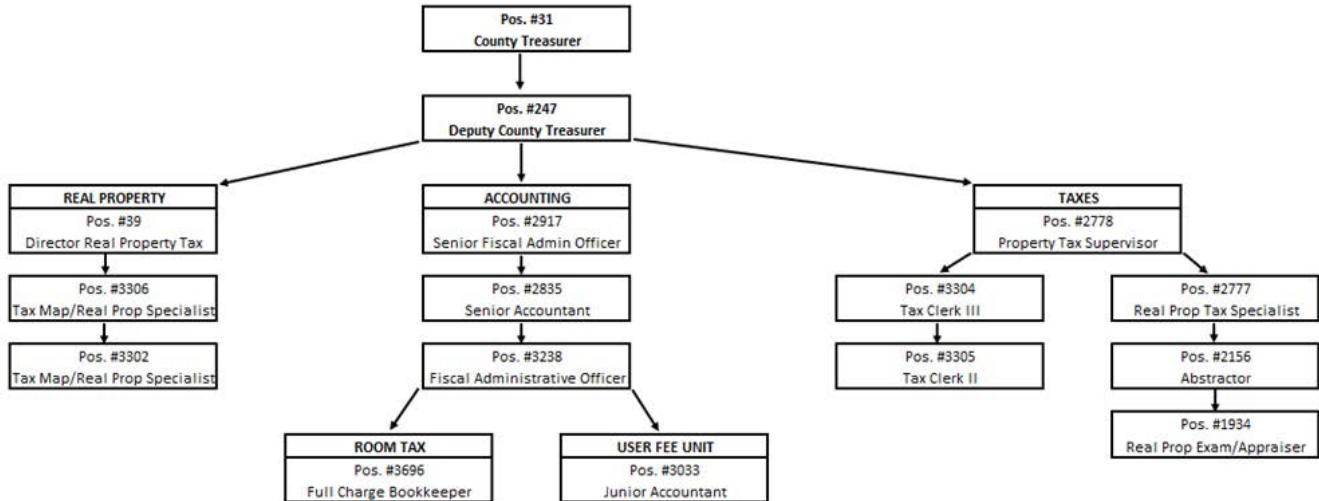 Pos. #31
County Treasurer
Pos. #247
Deputy County Treasurer
REAL PROPERTY
Pos. #39
Director Real Property Tax
Pos. #3306
Tax Map/Real Prop Specialist
Pos. #3302
Tax Map/Real Prop Specialist
ACCOUNTING
Pos. #2917
Senior Fiscal Admin Officer
Pos. #2835
Senior Accountant
Pos. #3238
Fiscal Administrative Officer
ROOM TAX
Pos. #3696
Full Charge Bookkeeper
USER FEE UNIT
Pos. #3033
Junior Accountant
TAXES
Pos. #2778
Property Tax Supervisor
Pos. #3304
Tax Clerk III
Pos. #3305
Tax Clerk II
Pos. #2777
Real Prop Tax Specialist
Pos. #2156
Abstractor
Pos. #1934
Real Prop Exam/Appraiser